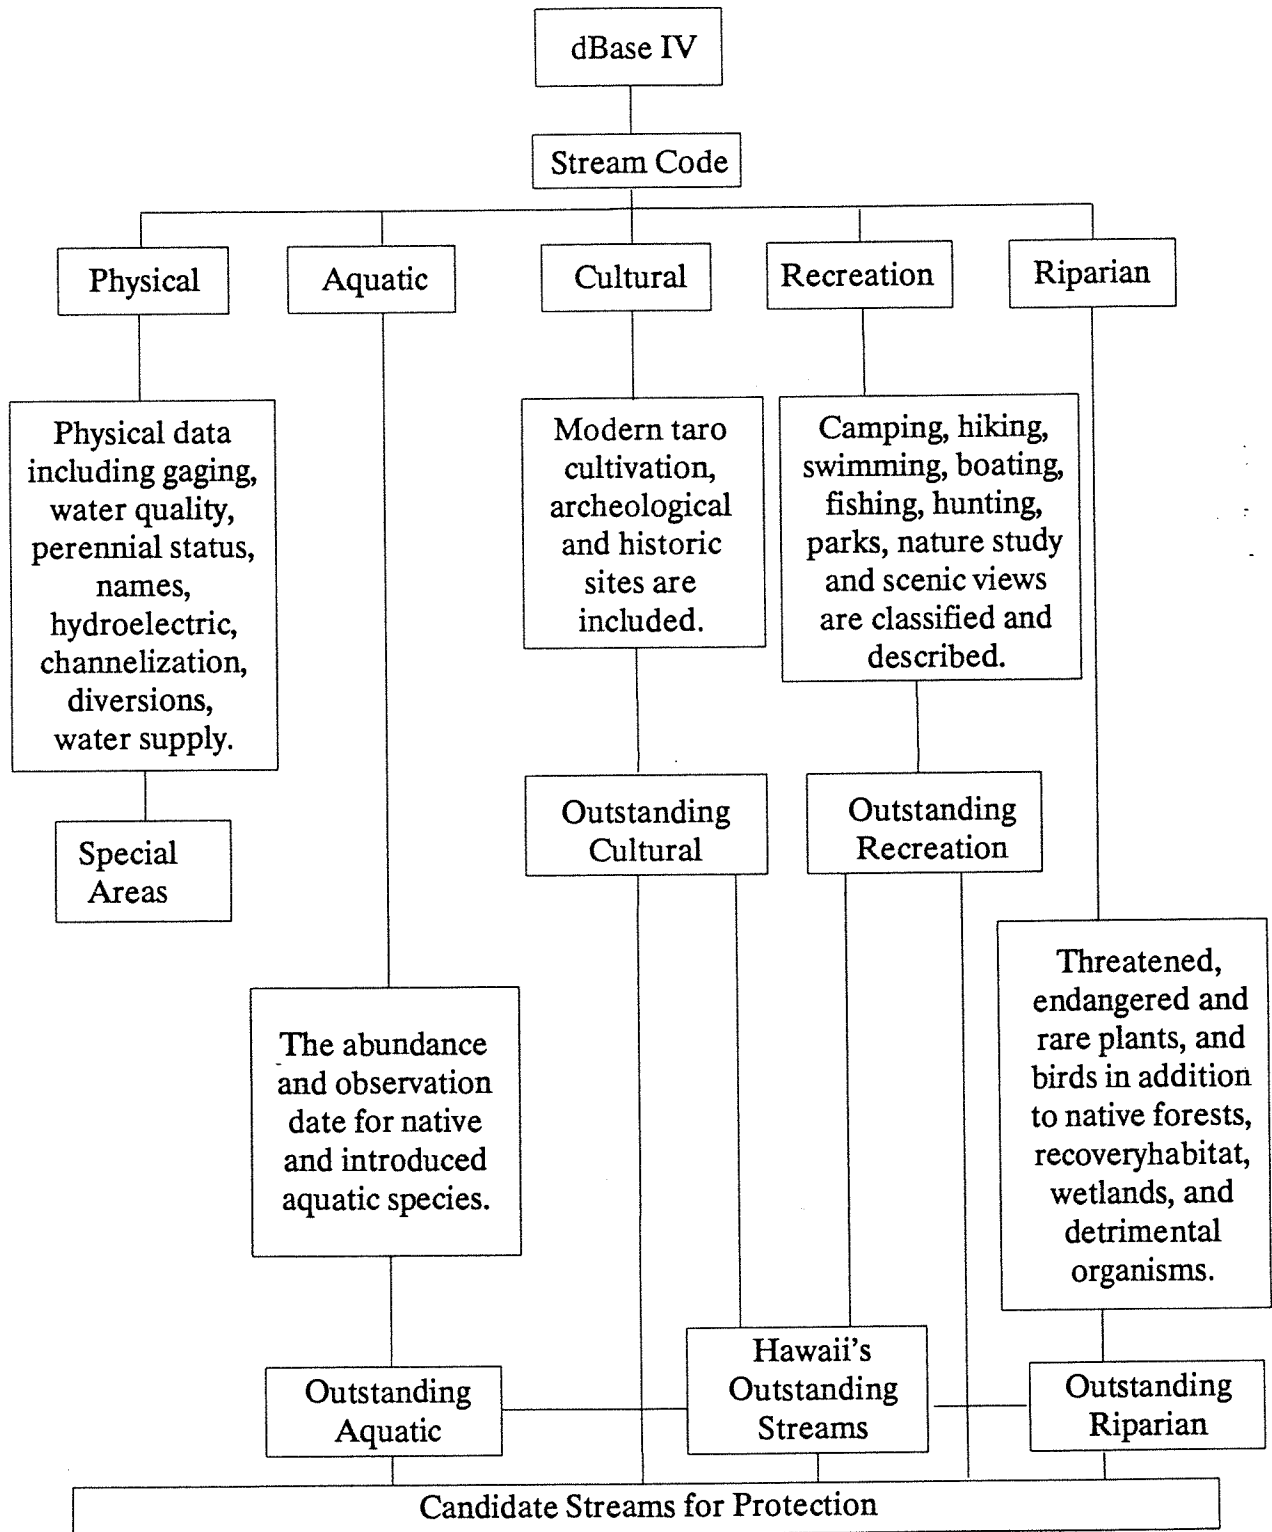 dBase IV
Stream Code
Physical
Aquatic
Cultural
Recreation
Riparian
Physical data
including gaging,
water quality,
perennial status,
names,
hydroelectric,
channelization,
diversions,
water supply.
Modern taro
cultivation,
archeological
and historic
sites are
included.
Camping, hiking,
swimming, boating,
fishing, hunting,
parks, nature study
and scenic views
are classified and
described.
Special
Areas
Outstanding
Cultural
Outstanding
Recreation
The abundance
and observation
date for native
and introduced
aquatic species.
Threatened,
endangered and
rare plants, and
birds in addition
to native forests,
recoveryhabitat,
wetlands, and
detrimental
organisms.
Outstanding
Aquatic
Hawaii's
Outstanding
Streams
Outstanding
Riparian
Candidate Streams for Protection